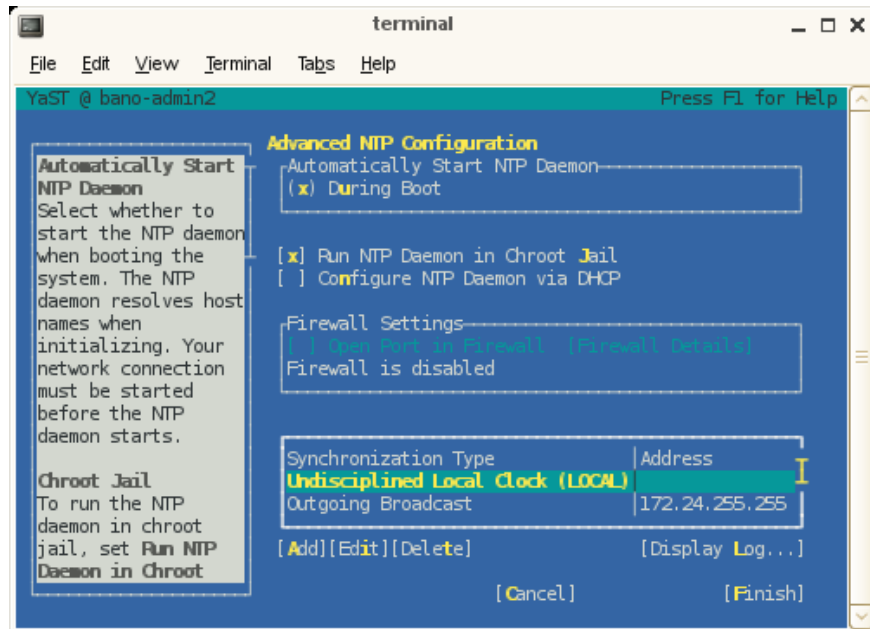 terminal
File Edit View Terminal Tabs Help
YaST @ bano-admin2 Press F1 for Help
Automatically Start
NTP Daemon
Select whether to
start the NTP daemon
when booting the
system. The NTP
daemon resolves host
names when
initializing. Your
network connection
must be started
before the NTP
daemon starts.
Chroot Jail
To run the NTP
daemon in chroot
jail, set Run NTP
Daemon in Chroot
Advanced NTP Configuration
Automatically Start NTP Daemon
(x) During Boot
[x] Run NTP Daemon in Chroot Jail
[ ] Configure NTP Daemon via DHCP
Firewall Settings
[ ] Open Port in Firewall [Firewall Details]
Firewall is disabled
Synchronization Type |Address
Undisciplined Local Clock (LOCAL)|
Outgoing Broadcast |172.24.255.255
[Add][Edit][Delete] [Display Log...]
[Cancel] [Finish]